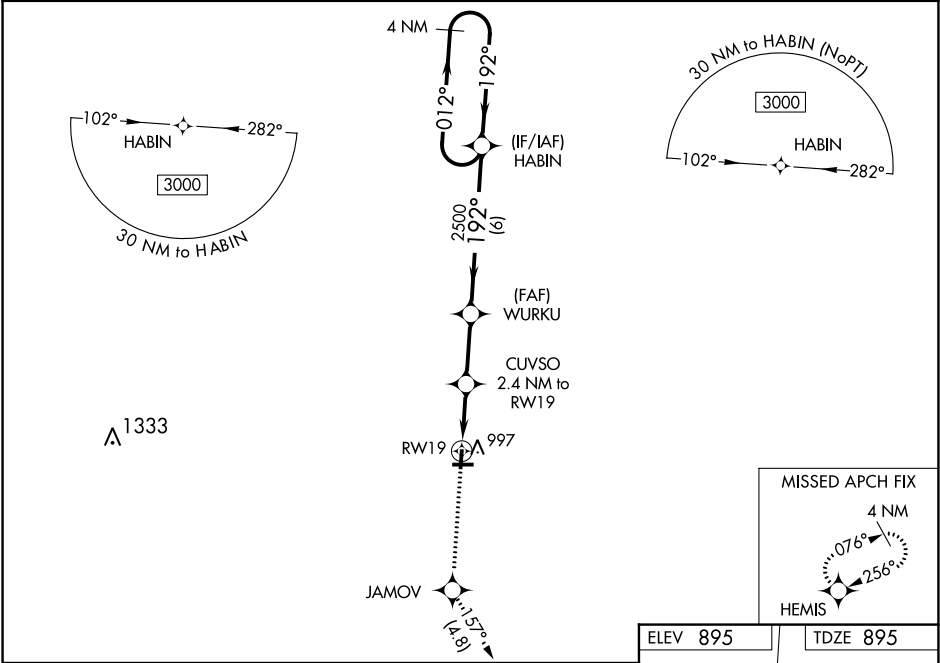 4 NM
012°
192°
(IF/IAF)
HABIN
102°
282°
HABIN
3000
30 NM to HABIN
30 NM to HABIN (NoPT)
3000
HABIN
102°
282°
2500
192°
(6)
(FAF)
WURKU
CUVSO
2.4 NM to
RW19
1333
RW19
997
JAMOV
157°
(4.8)
MISSED APCH FIX
4 NM
076°
256°
HEMIS
ELEV 895
TDZE 895